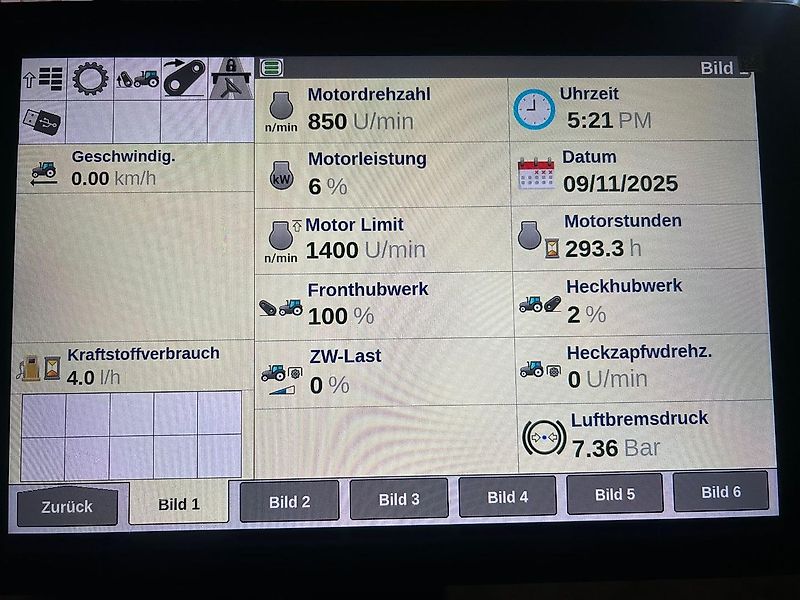 Bild 1
Geschwindig.
0.00 km/h
Kraftstoffverbrauch
4.0 l/h
n/min
Motordrehzahl
850 U/min
Uhrzeit
5:21 PM
kW
Motorleistung
6 %
Datum
09/11/2025
n/min
Motor Limit
1400 U/min
Motorstunden
293.3 h
Fronthubwerk
100 %
Heckhubwerk
2 %
ZW-Last
0 %
Heckzapfwdrehz.
0 U/min
Luftbremsdruck
7.36 Bar
Zurück
Bild 1
Bild 2
Bild 3
Bild 4
Bild 5
Bild 6